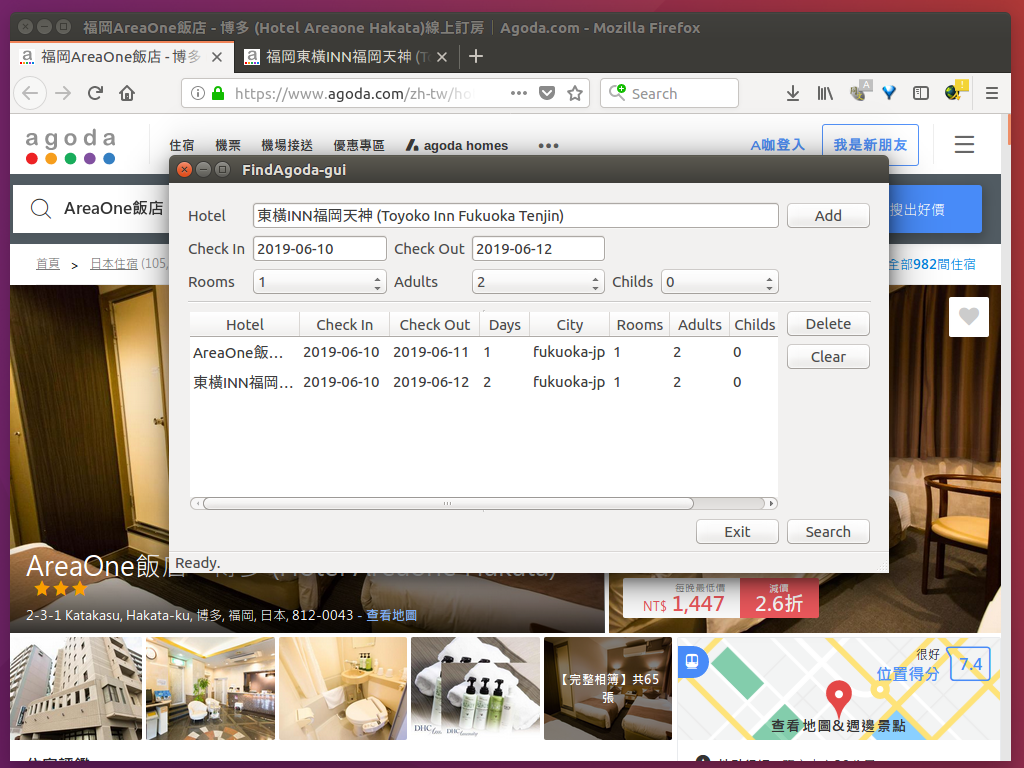 福岡AreaOne飯店 - 博多 (Hotel Areaone Hakata)線上訂房 | Agoda.com - Mozilla Firefox
福岡AreaOne飯店 - 博多
福岡東橫INN福岡天神 (To
https://www.agoda.com/zh-tw/ho
Search
agoda
住宿 機票 機場接送 優惠專區 agoda homes
A咖登入 我是新朋友
FindAgoda-gui
AreaOne飯店
搜出好價
Hotel 東橫INN福岡天神 (Toyoko Inn Fukuoka Tenjin) Add
Check In 2019-06-10 Check Out 2019-06-12
首頁 > 日本住宿 (105,
全部982間住宿
Rooms 1 Adults 2 Childs 0
Hotel Check In Check Out Days City Rooms Adults Childs
Delete
AreaOne飯... 2019-06-10 2019-06-11 1 fukuoka-jp 1 2 0
Clear
東橫INN福岡... 2019-06-10 2019-06-12 2 fukuoka-jp 1 2 0
Exit Search
Ready.
AreaOne飯店 - 博多 (Hotel Areaone Hakata)
2-3-1 Katakasu, Hakata-ku, 博多, 福岡, 日本, 812-0043 - 查看地圖
每晚最低價
NT$ 1,447
減價
2.6折
【完整相簿】共65
張
很好
位置得分
7.4
查看地圖&週邊景點
DHC
DHC
住客評鑑